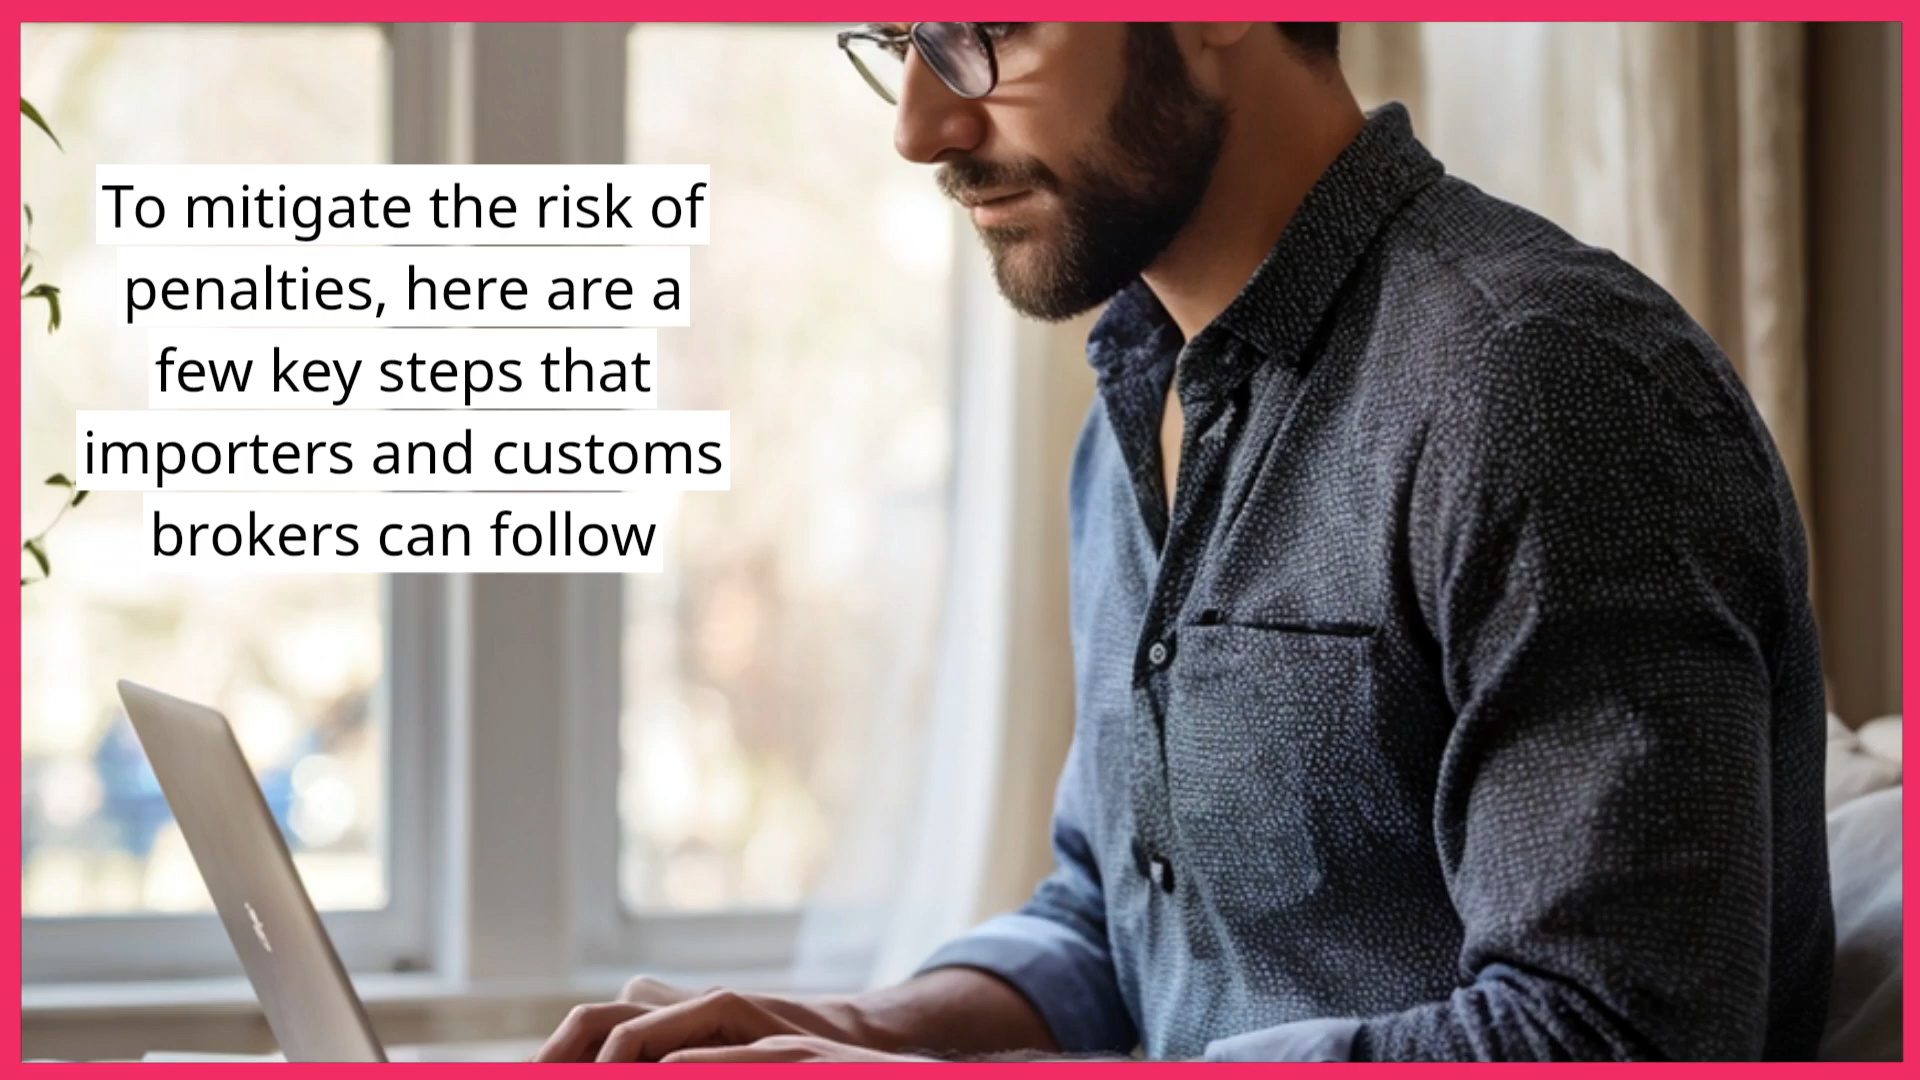 To mitigate the risk of
penalties, here are a
few key steps that
importers and customs
brokers can follow